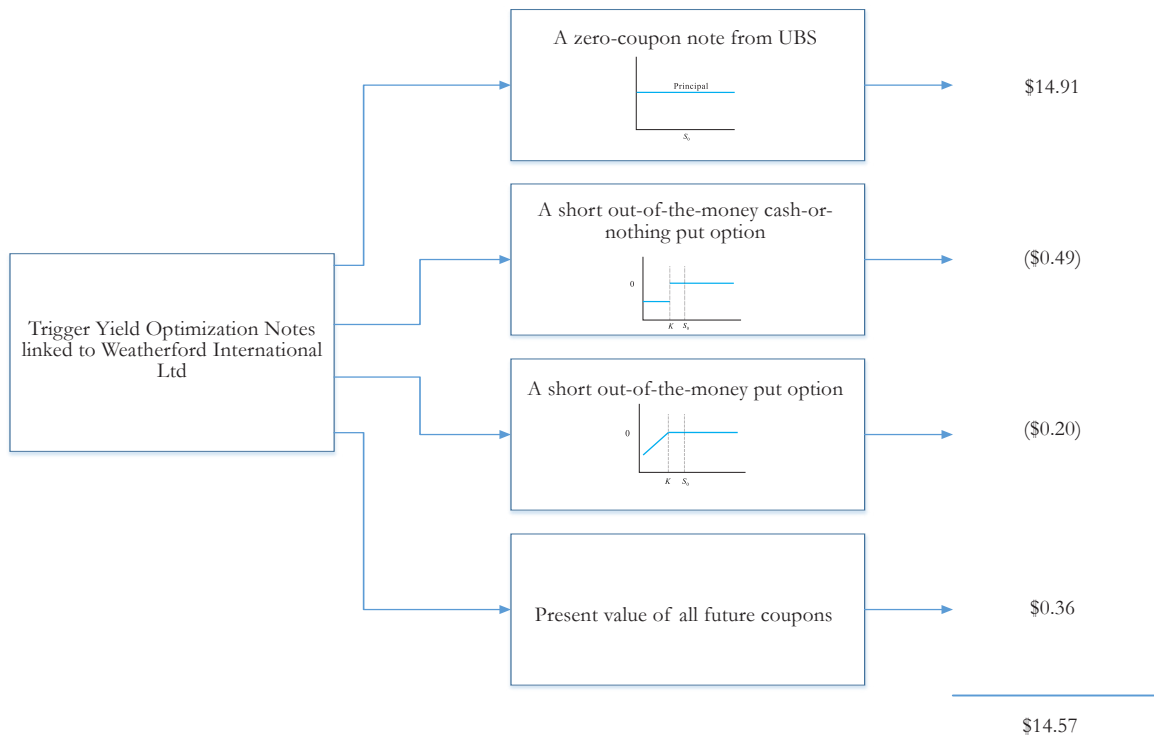 A zero-coupon note from UBS
Principal
S₀
$14.91
A short out-of-the-money cash-or-
nothing put option
0
K S₀
($0.49)
Trigger Yield Optimization Notes
linked to Weatherford International
Ltd
A short out-of-the-money put option
0
K S₀
($0.20)
Present value of all future coupons
$0.36
$14.57